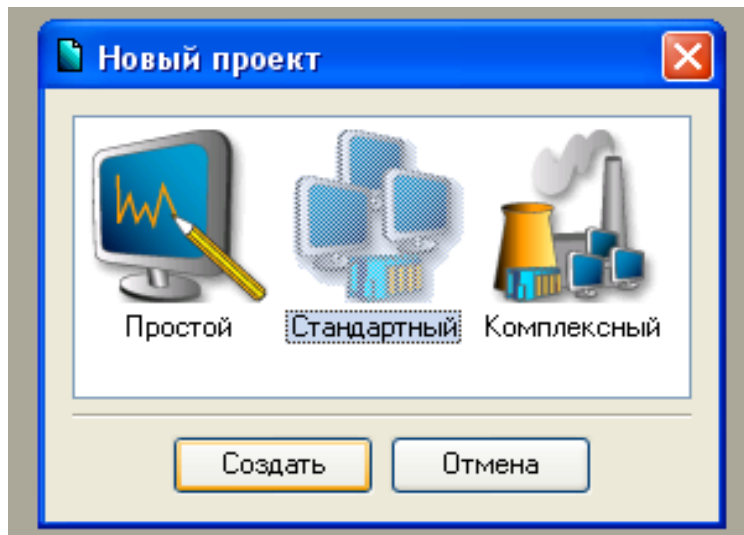 Новый проект
Простой Стандартный Комплексный
Создать Отмена